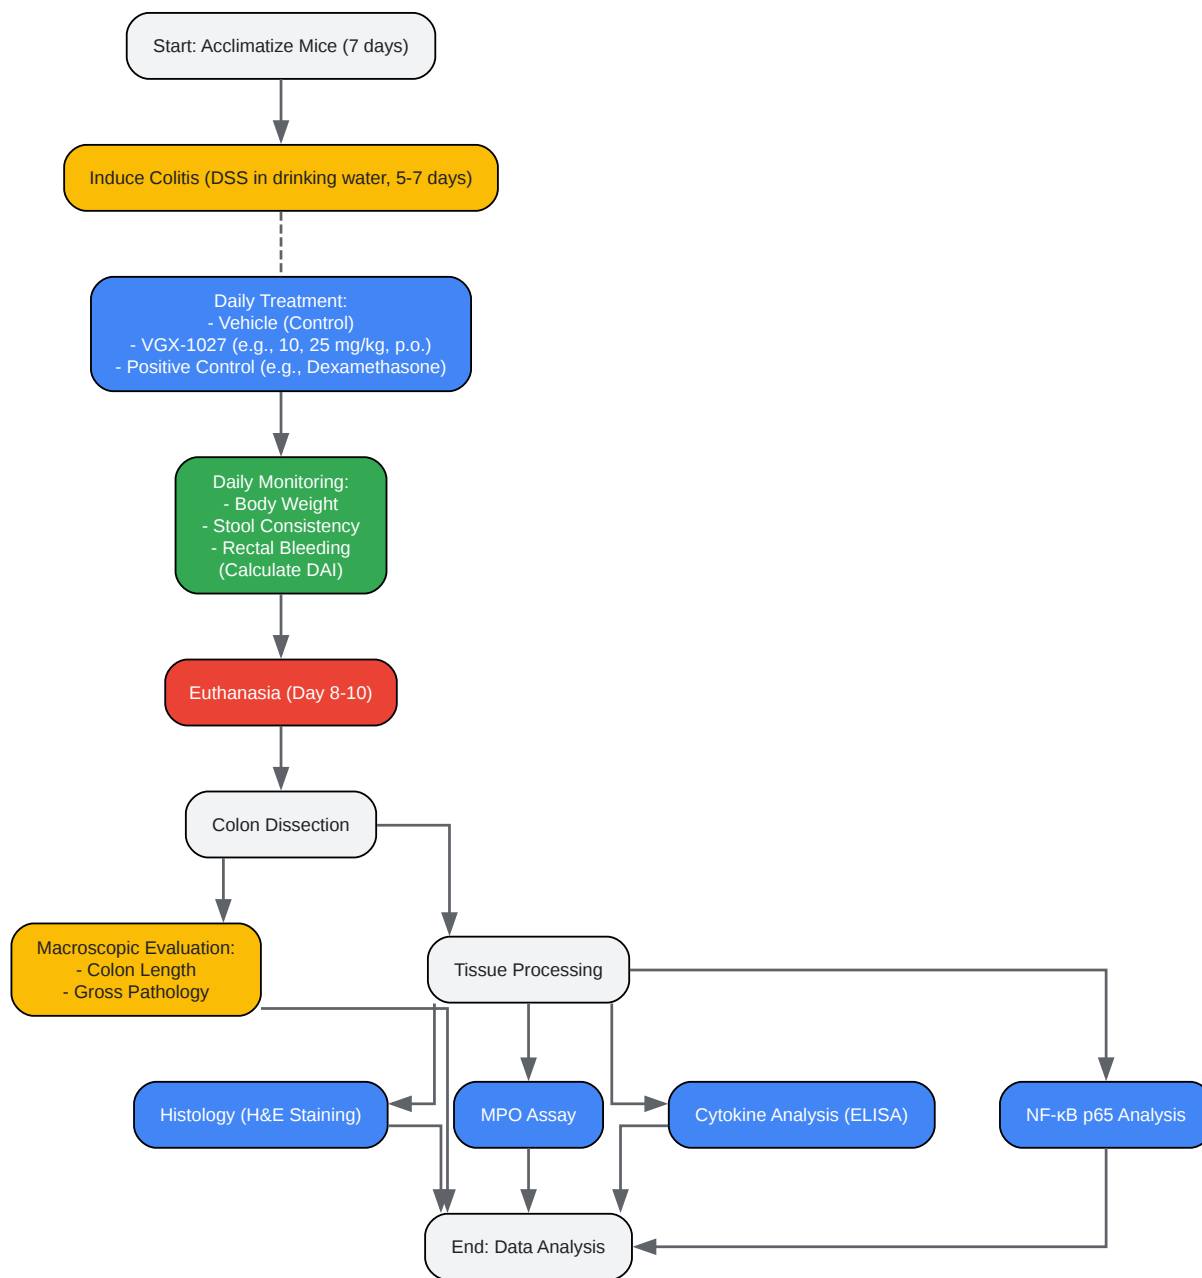 Start: Acclimatize Mice (7 days)
Induce Colitis (DSS in drinking water, 5-7 days)
Daily Treatment:
- Vehicle (Control)
- VGX-1027 (e.g., 10, 25 mg/kg, p.o.)
- Positive Control (e.g., Dexamethasone)
Daily Monitoring:
- Body Weight
- Stool Consistency
- Rectal Bleeding
(Calculate DAI)
Euthanasia (Day 8-10)
Colon Dissection
Macroscopic Evaluation:
- Colon Length
- Gross Pathology
Tissue Processing
Histology (H&E Staining)
MPO Assay
Cytokine Analysis (ELISA)
NF-κB p65 Analysis
End: Data Analysis